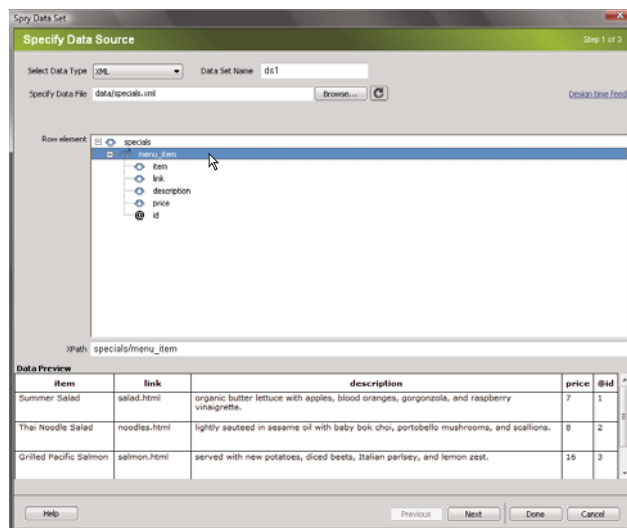 Spry Data Set
Specify Data Source
Step 1 of 3
Select Data Type XML Data Set Name ds1
Specify Data File data/specials.xml Browse... Design time feed
Row element: specials
menu_item
item
link
description
price
@ id
XPath: specials/menu_item
Data Preview
item link description price @id
Summer Salad salad.html organic butter lettuce with apples, blood oranges, gorgonzola, and raspberry
vinaigrette. 7 1
Thai Noodle Salad noodles.html lightly sauteed in sesame oil with baby bok choi, portobello mushrooms, and scallions. 8 2
Grilled Pacific Salmon salmon.html served with new potatoes, diced beets, Italian parlsey, and lemon zest. 16 3
Help Previous Next Done Cancel